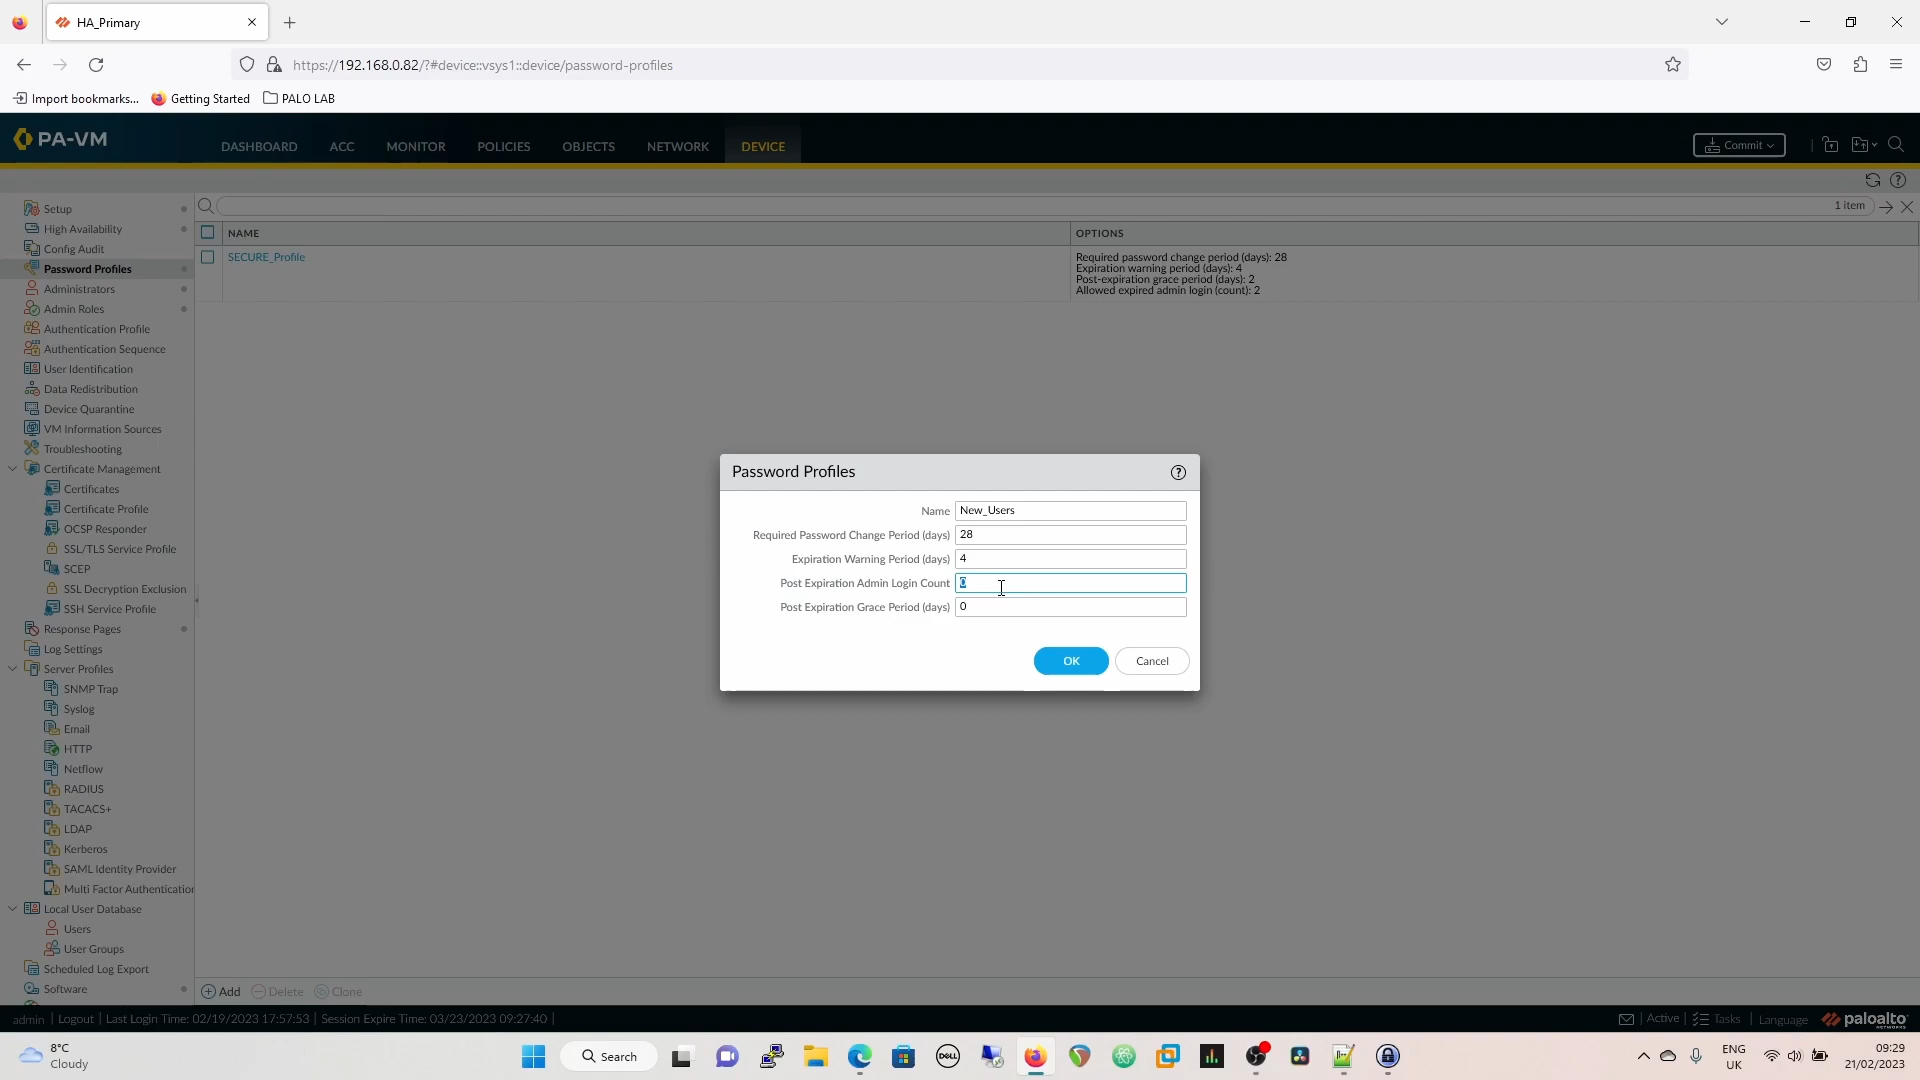 HA_Primary
https://192.168.0.82/?#device::vsys1::device/password-profiles
Import bookmarks...
Getting Started
PALO LAB
PA-VM
DASHBOARD
ACC
MONITOR
POLICIES
OBJECTS
NETWORK
DEVICE
Commit
1 item
NAME
OPTIONS
SECURE_Profile
Required password change period (days): 28
Expiration warning period (days): 4
Post-expiration grace period (days): 2
Allowed expired admin login (count): 2
Setup
High Availability
Config Audit
Password Profiles
Administrators
Admin Roles
Authentication Profile
Authentication Sequence
User Identification
Data Redistribution
Device Quarantine
VM Information Sources
Troubleshooting
Certificate Management
Certificates
Certificate Profile
OCSP Responder
SSL/TLS Service Profile
SCEP
SSL Decryption Exclusion
SSH Service Profile
Response Pages
Log Settings
Server Profiles
SNMP Trap
Syslog
Email
HTTP
Netflow
RADIUS
TACACS+
LDAP
Kerberos
SAML Identity Provider
Multi Factor Authentication
Local User Database
Users
User Groups
Scheduled Log Export
Software
Password Profiles
Name New_Users
Required Password Change Period (days) 28
Expiration Warning Period (days) 4
Post Expiration Admin Login Count 0
Post Expiration Grace Period (days) 0
OK
Cancel
Add Delete Clone
admin | Logout | Last Login Time: 02/19/2023 17:57:53 | Session Expire Time: 03/23/2023 09:27:40 |
| Active | Tasks | Language
paloalto
NETWORKS
8°C
Cloudy
Search
DELL
ENG
UK
09:29
21/02/2023